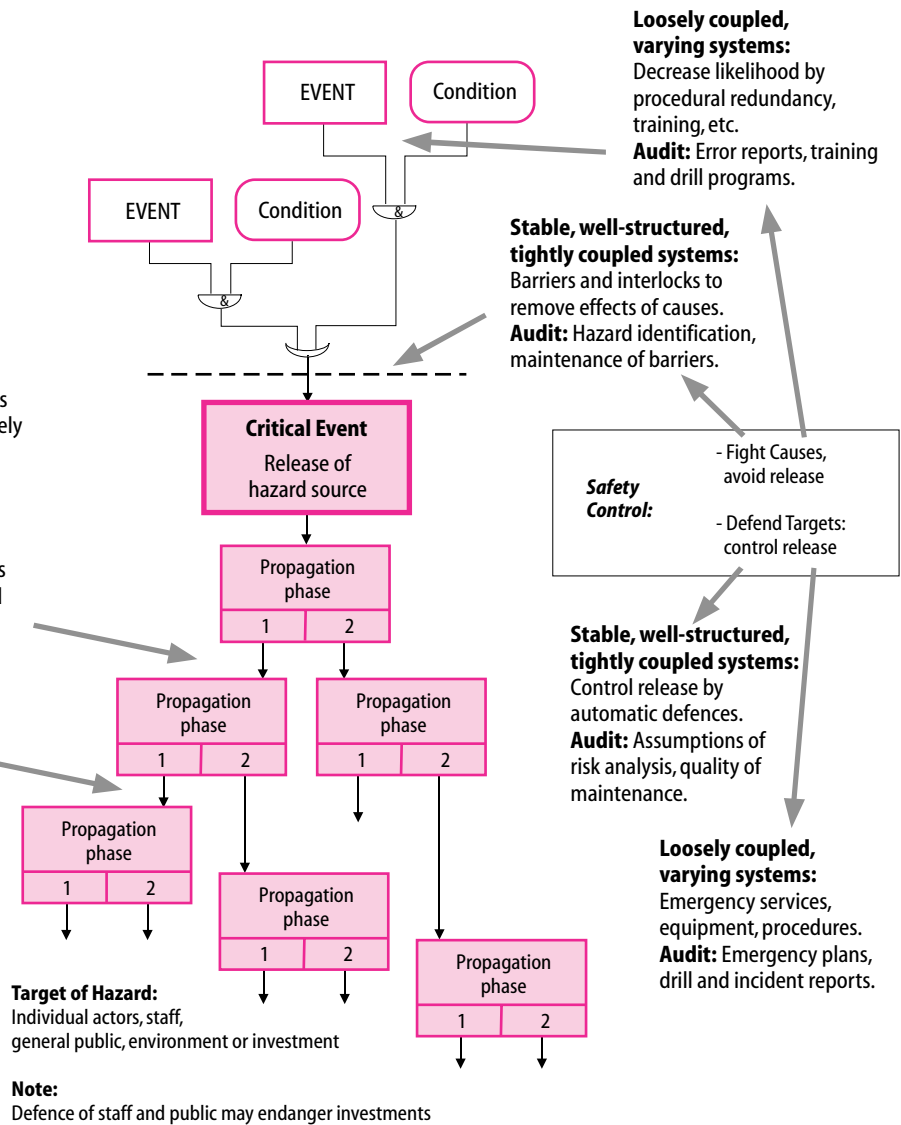 Loosely coupled,
varying systems:
Decrease likelihood by
procedural redundancy,
training, etc.
Audit: Error reports, training
and drill programs.
EVENT
Condition
&
EVENT
Condition
&
Stable, well-structured,
tightly coupled systems:
Barriers and interlocks to
remove effects of causes.
Audit: Hazard identification,
maintenance of barriers.
s
ely
Critical Event
Release of
hazard source
Safety
Control:
- Fight Causes,
avoid release
- Defend Targets:
control release
s
Propagation
phase
1 2
Stable, well-structured,
tightly coupled systems:
Control release by
automatic defences.
Audit: Assumptions of
risk analysis, quality of
maintenance.
Propagation
phase
1 2
Propagation
phase
1 2
Propagation
phase
1 2
Propagation
phase
1 2
Propagation
phase
1 2
Loosely coupled,
varying systems:
Emergency services,
equipment, procedures.
Audit: Emergency plans,
drill and incident reports.
Target of Hazard:
Individual actors, staff,
general public, environment or investment
Note:
Defence of staff and public may endanger investments